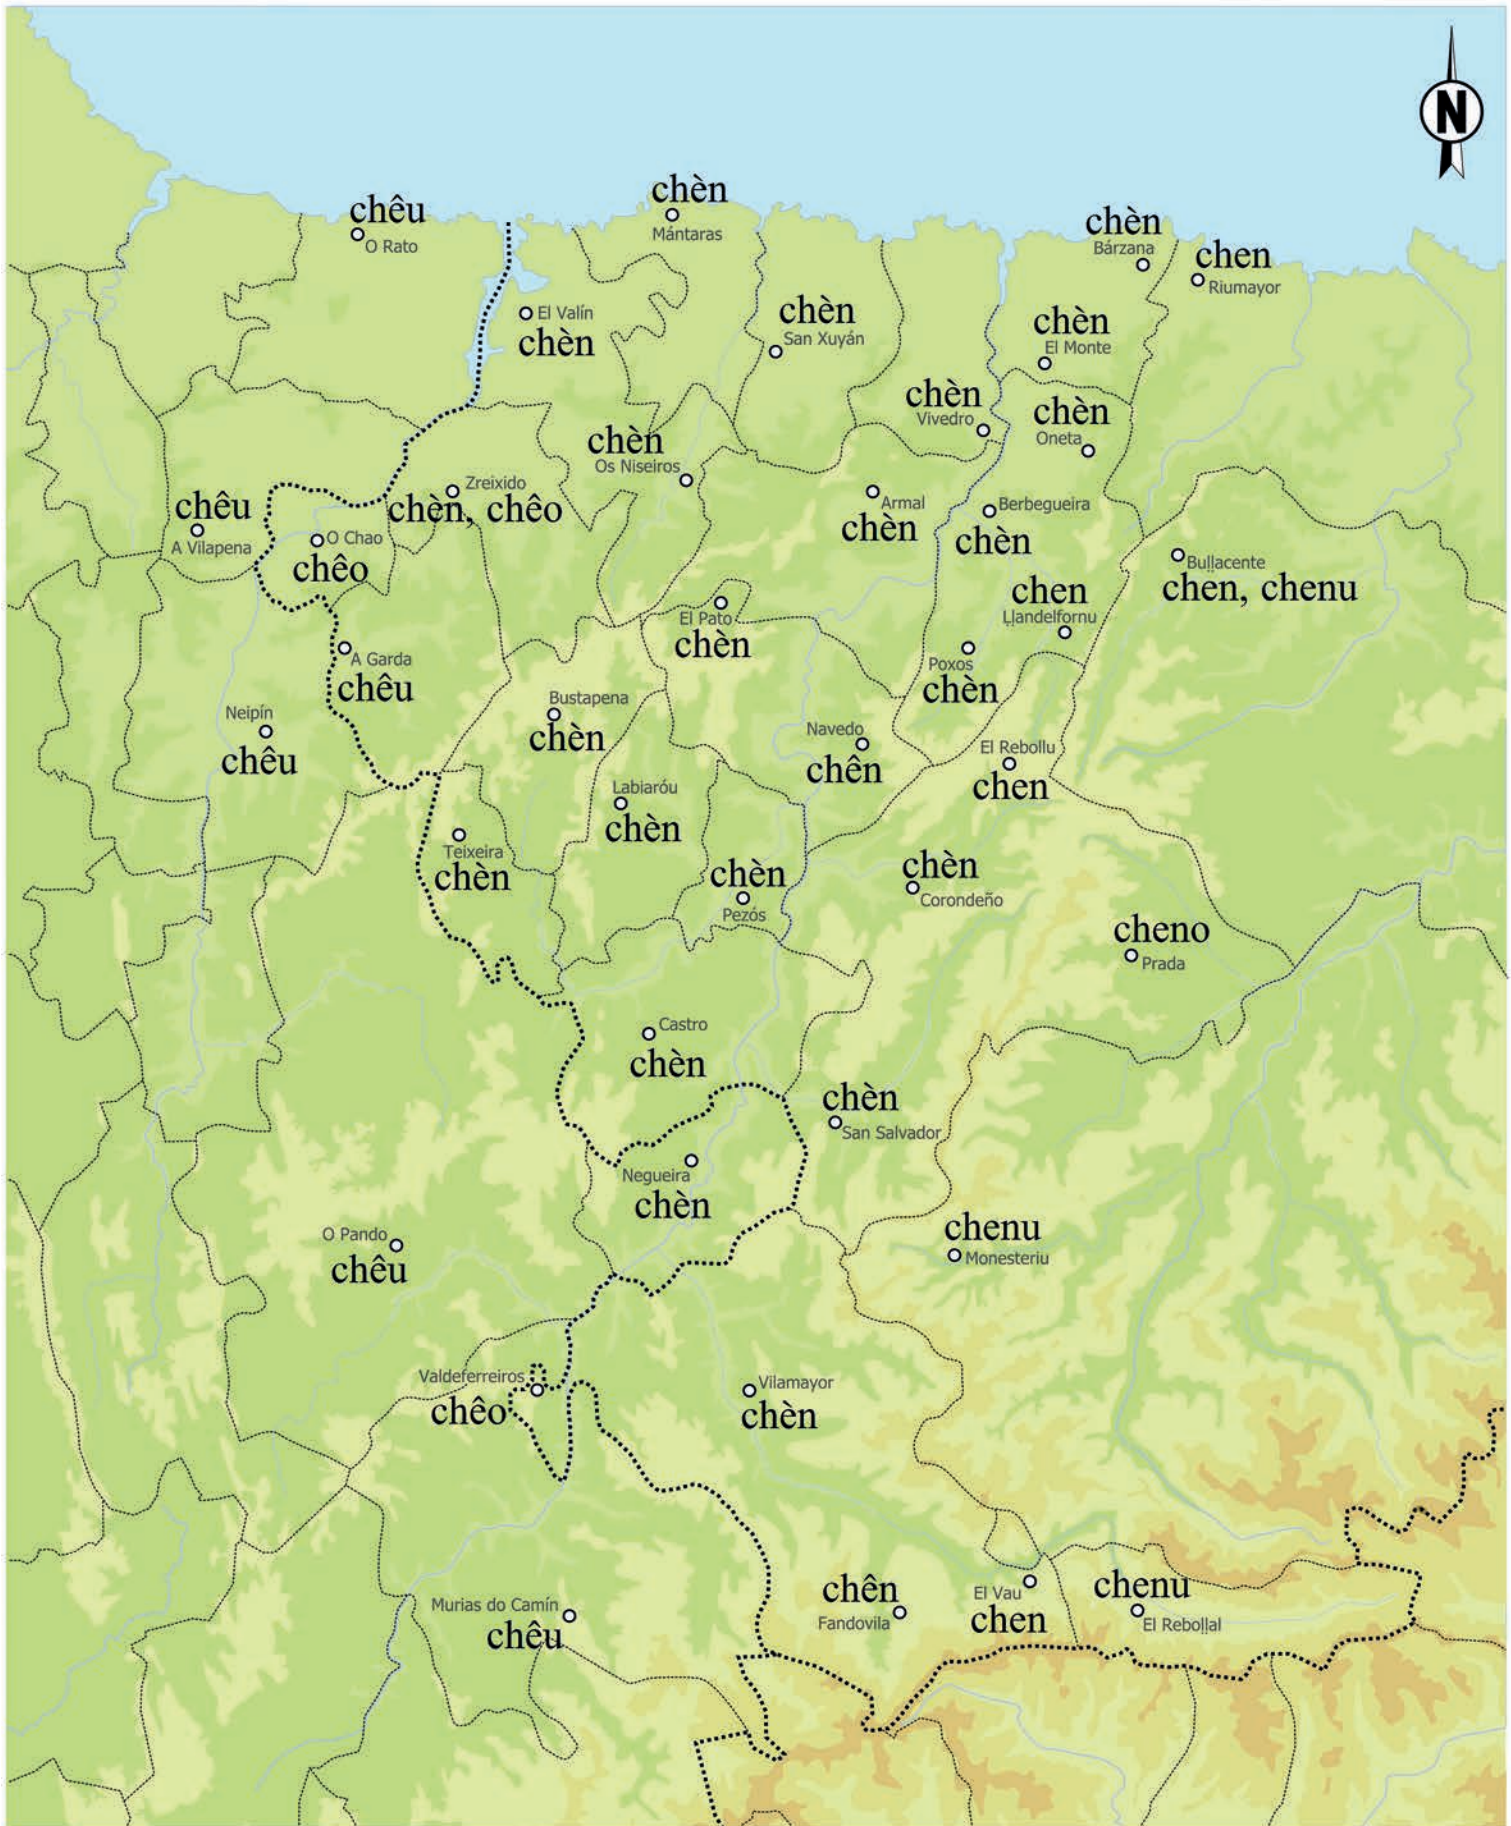 N
chèn
Mántaras
chêu
O Rato
chèn
Bárzana
chen
Riumayor
El Valín
chèn
chèn
San Xuyán
chèn
El Monte
chèn
Vivedro
chèn
Oneta
chèn
Os Niseiros
Zreixido
chèn, chêo
chêu
A Vilapena
O Chao
chêo
Armal
chèn
Berbegueira
chèn
Buḷḷacente
chen, chenu
chen
Ḷḷandelfornu
El Pato
chèn
A Garda
chêu
Poxos
chèn
Bustapena
chèn
Neipín
chêu
Navedo
chên
El Rebollu
chen
Labiaróu
chèn
Teixeira
chèn
chèn
Pezós
chèn
Corondeño
cheno
Prada
Castro
chèn
chèn
San Salvador
Negueira
chèn
O Pando
chêu
chenu
Monesteriu
Valdeferreiros
chêo
Vilamayor
chèn
Murias do Camín
chêu
chên
Fandovila
El Vau
chen
chenu
El Reboḷḷal